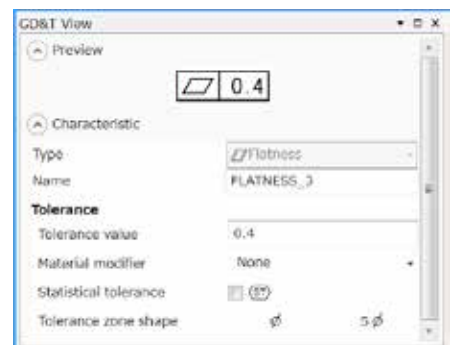 GD&T View
Preview
0.4
Characteristic
Type Flatness
Name FLATNESS_3
Tolerance
Tolerance value 0.4
Material modifier None
Statistical tolerance ST
Tolerance zone shape ⌀ S⌀